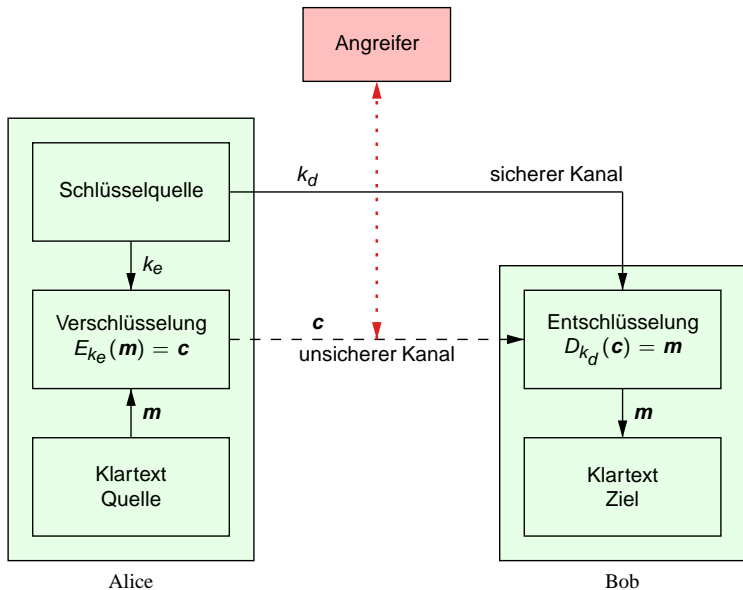 Angreifer
Schlüsselquelle
k_d
sicherer Kanal
k_e
Verschlüsselung
E_{k_e}(m) = c
c
unsicherer Kanal
Entschlüsselung
D_{k_d}(c) = m
m
m
Klartext
Quelle
Klartext
Ziel
Alice
Bob